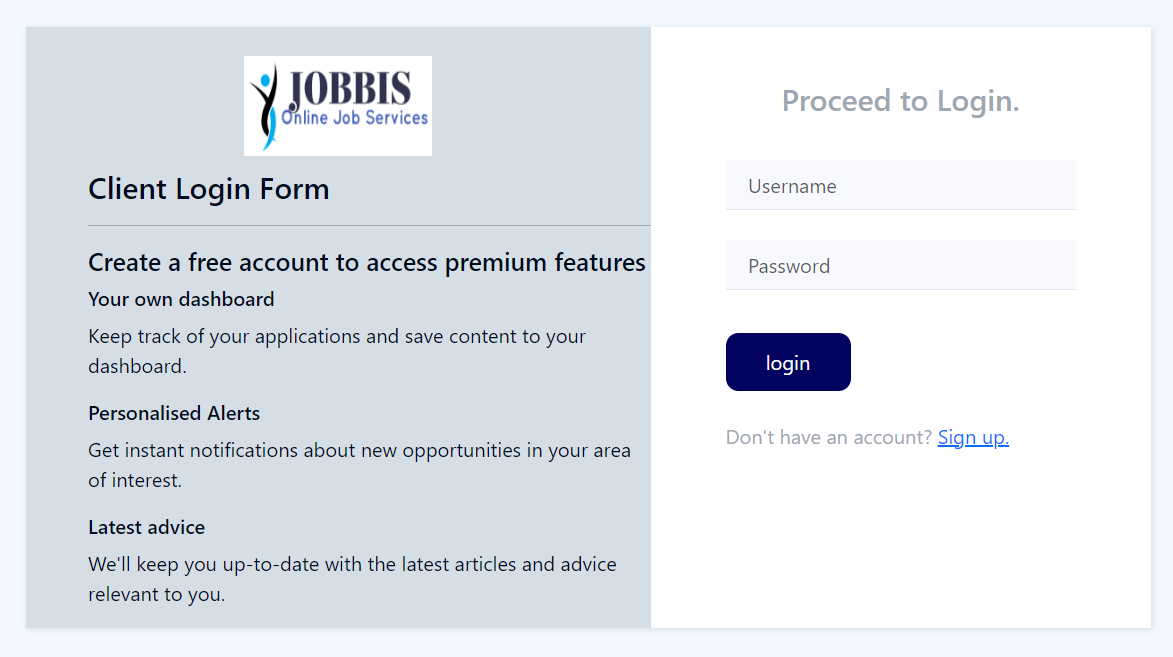 JOBBIS
Online Job Services
Client Login Form
Create a free account to access premium features
Your own dashboard
Keep track of your applications and save content to your
dashboard.
Personalised Alerts
Get instant notifications about new opportunities in your area
of interest.
Latest advice
We'll keep you up-to-date with the latest articles and advice
relevant to you.
Proceed to Login.
Username
Password
login
Don't have an account? Sign up.